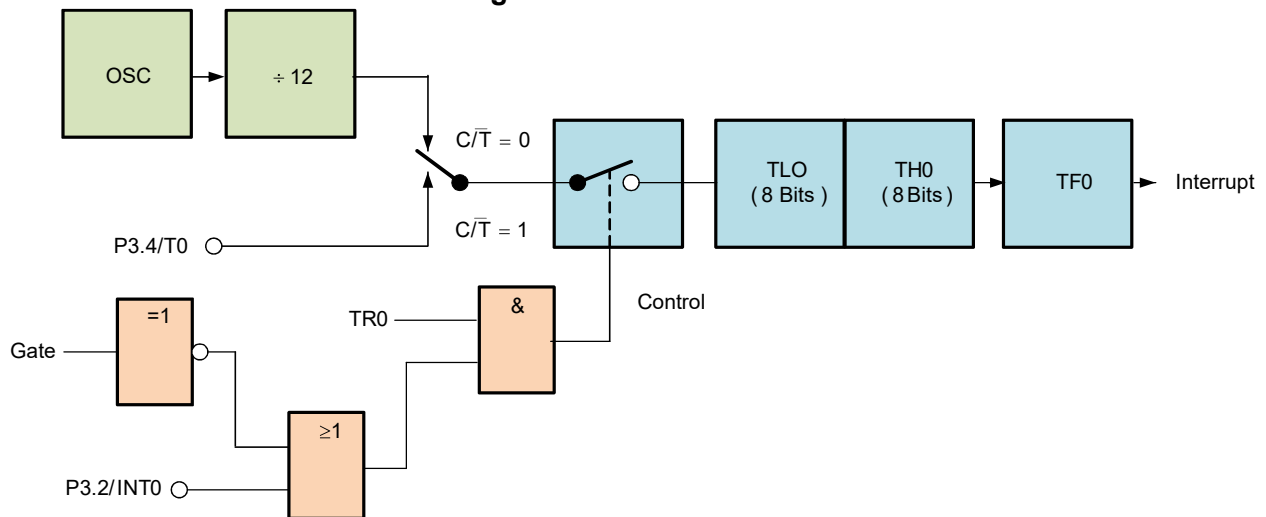 g
OSC
÷ 12
C/T̅ = 0
TLO
( 8 Bits )
TH0
( 8 Bits)
TF0
Interrupt
C/T̅ = 1
P3.4/T0
Control
=1
&
TR0
Gate
≥1
P3.2/INT0